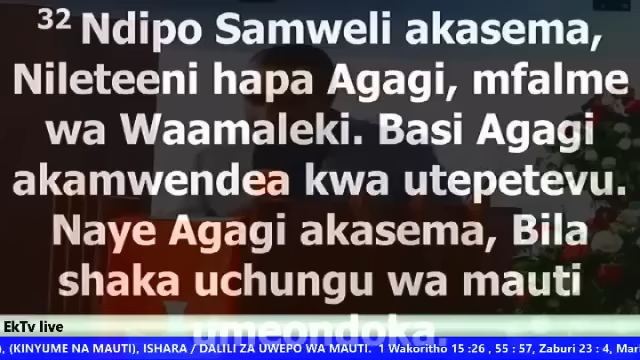 32 Ndipo Samweli akasema,
Nileteeni hapa Agagi, mfalme
wa Waamaleki. Basi Agagi
akamwendea kwa utepetevu.
Naye Agagi akasema, Bila
shaka uchungu wa mauti
umeondoka.
EkTv live
), (KINYUME NA MAUTI), ISHARA / DALILI ZA UWEPO WA MAUTI. 1 Wakoritho 15 :26 , 55 : 57, Zaburi 23 : 4, Mar